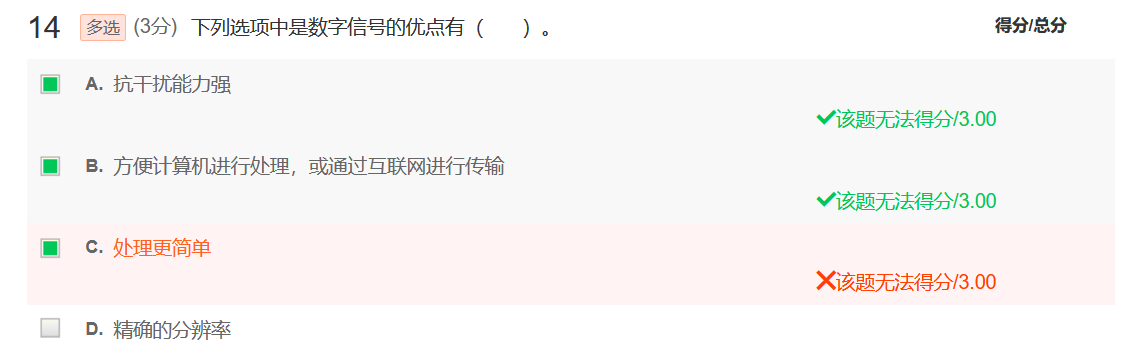 14 多选 (3分) 下列选项中是数字信号的优点有（　　）。 得分/总分
A. 抗干扰能力强
该题无法得分/3.00
B. 方便计算机进行处理，或通过互联网进行传输
该题无法得分/3.00
C. 处理更简单
该题无法得分/3.00
D. 精确的分辨率